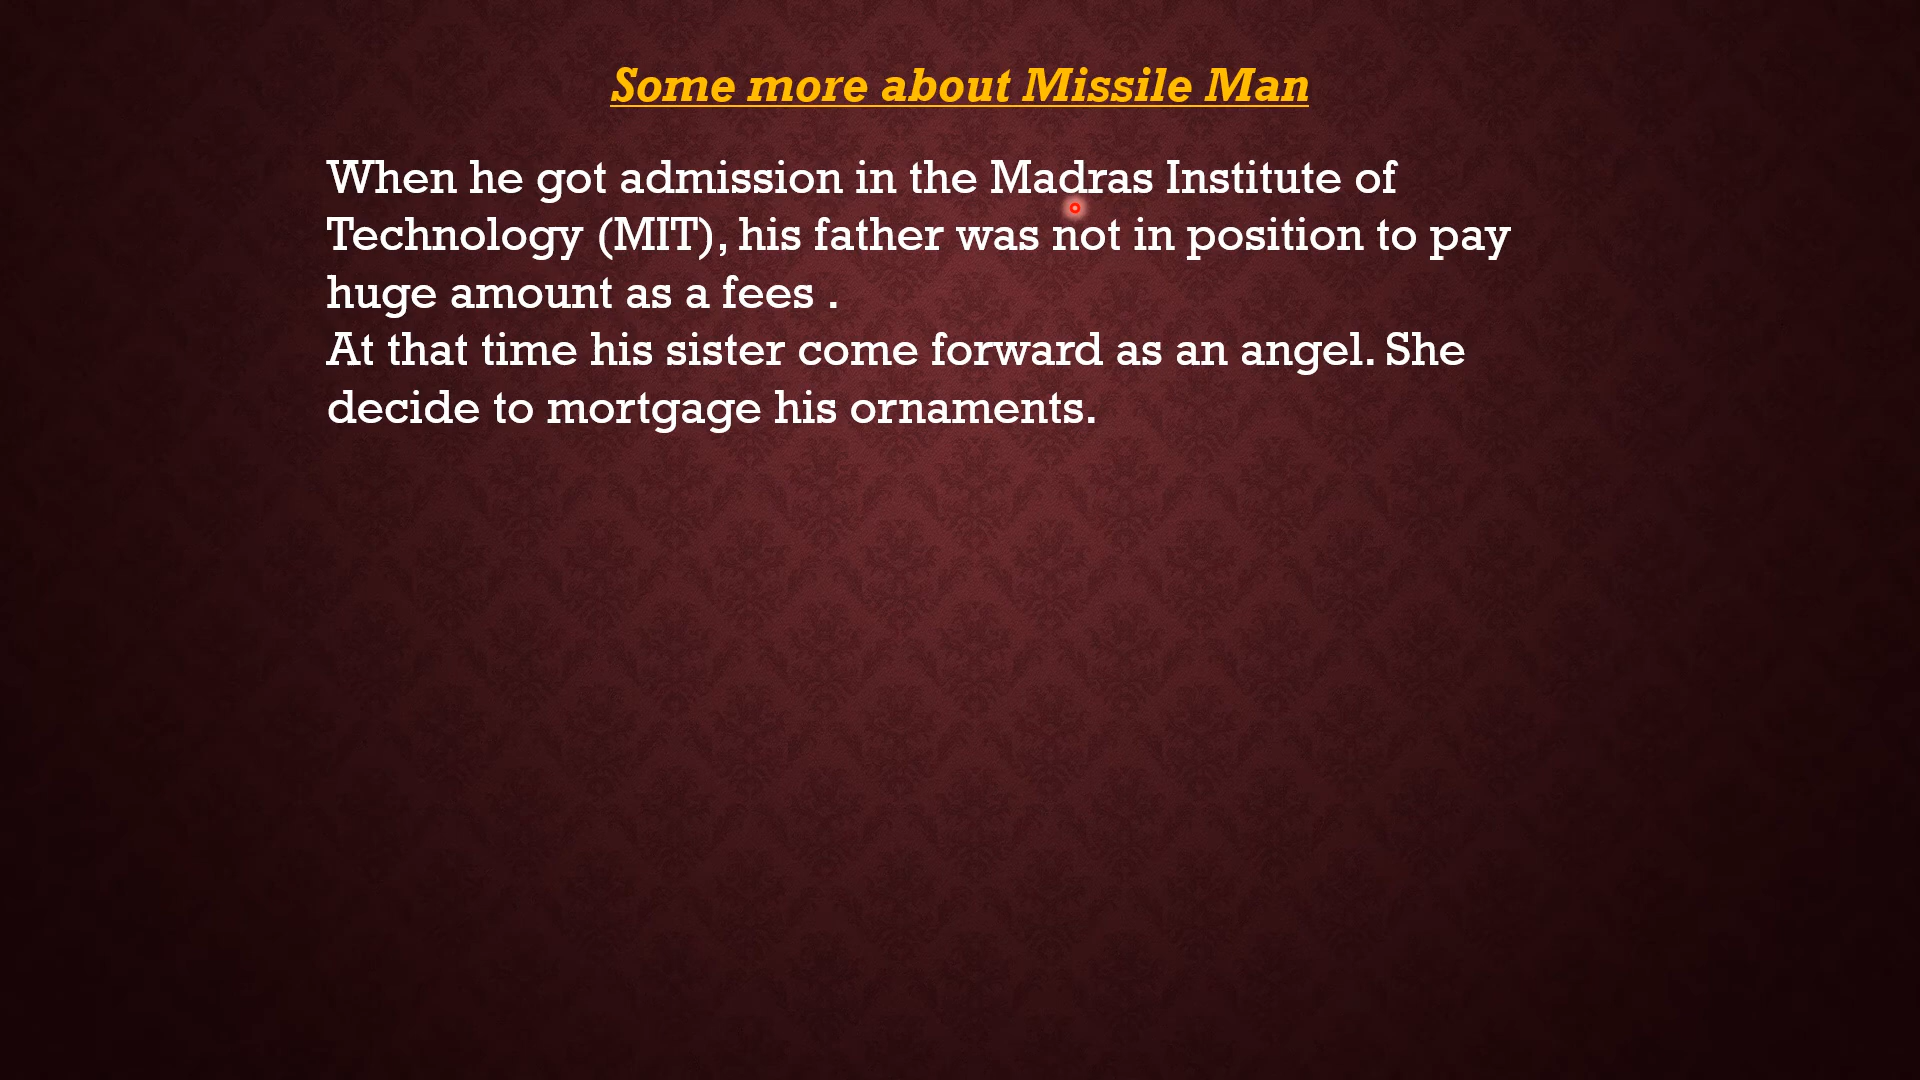 Some more about Missile Man
When he got admission in the Madras Institute of
Technology (MIT), his father was not in position to pay
huge amount as a fees .
At that time his sister come forward as an angel. She
decide to mortgage his ornaments.